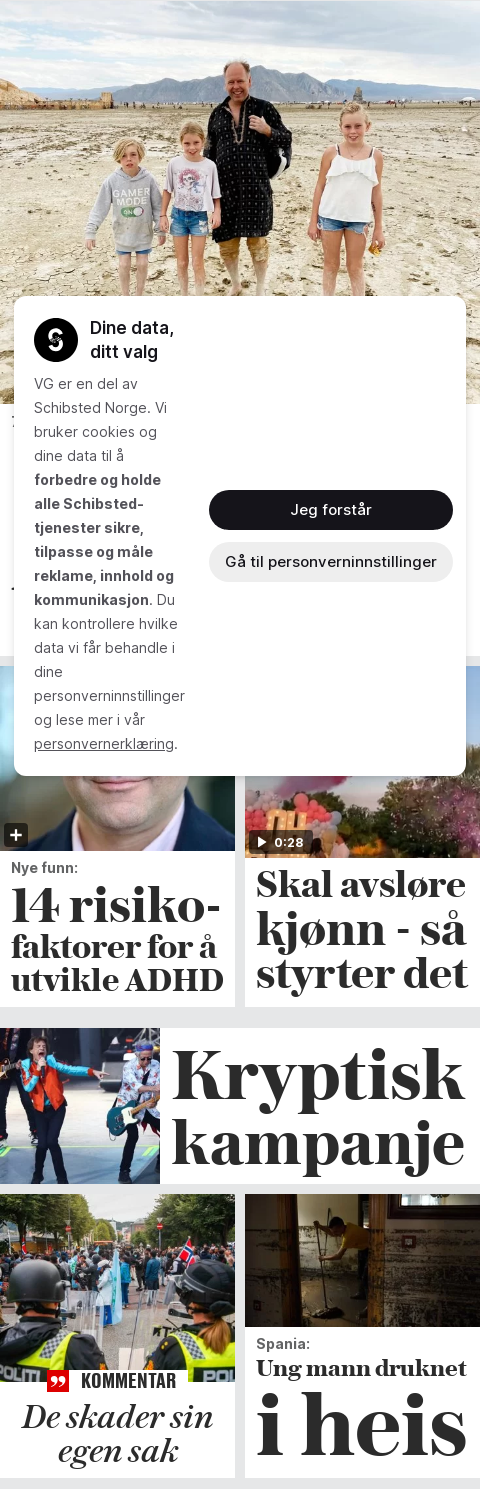 GAMER
MODE
ON
Dine data,
ditt valg
VG er en del av
Schibsted Norge. Vi
bruker cookies og
dine data til å
forbedre og holde
alle Schibsted-
tjenester sikre,
tilpasse og måle
reklame, innhold og
kommunikasjon. Du
kan kontrollere hvilke
data vi får behandle i
dine
personverninnstillinger
og lese mer i vår
personvernerklæring.
Jeg forstår
Gå til personverninnstillinger
0:28
Nye funn:
14 risiko-
faktorer for å
utvikle ADHD
Skal avsløre
kjønn - så
styrter det
Kryptisk
kampanje
POLITI
POLITI
KOMMENTAR
De skader sin
egen sak
Spania:
Ung mann druknet
i heis